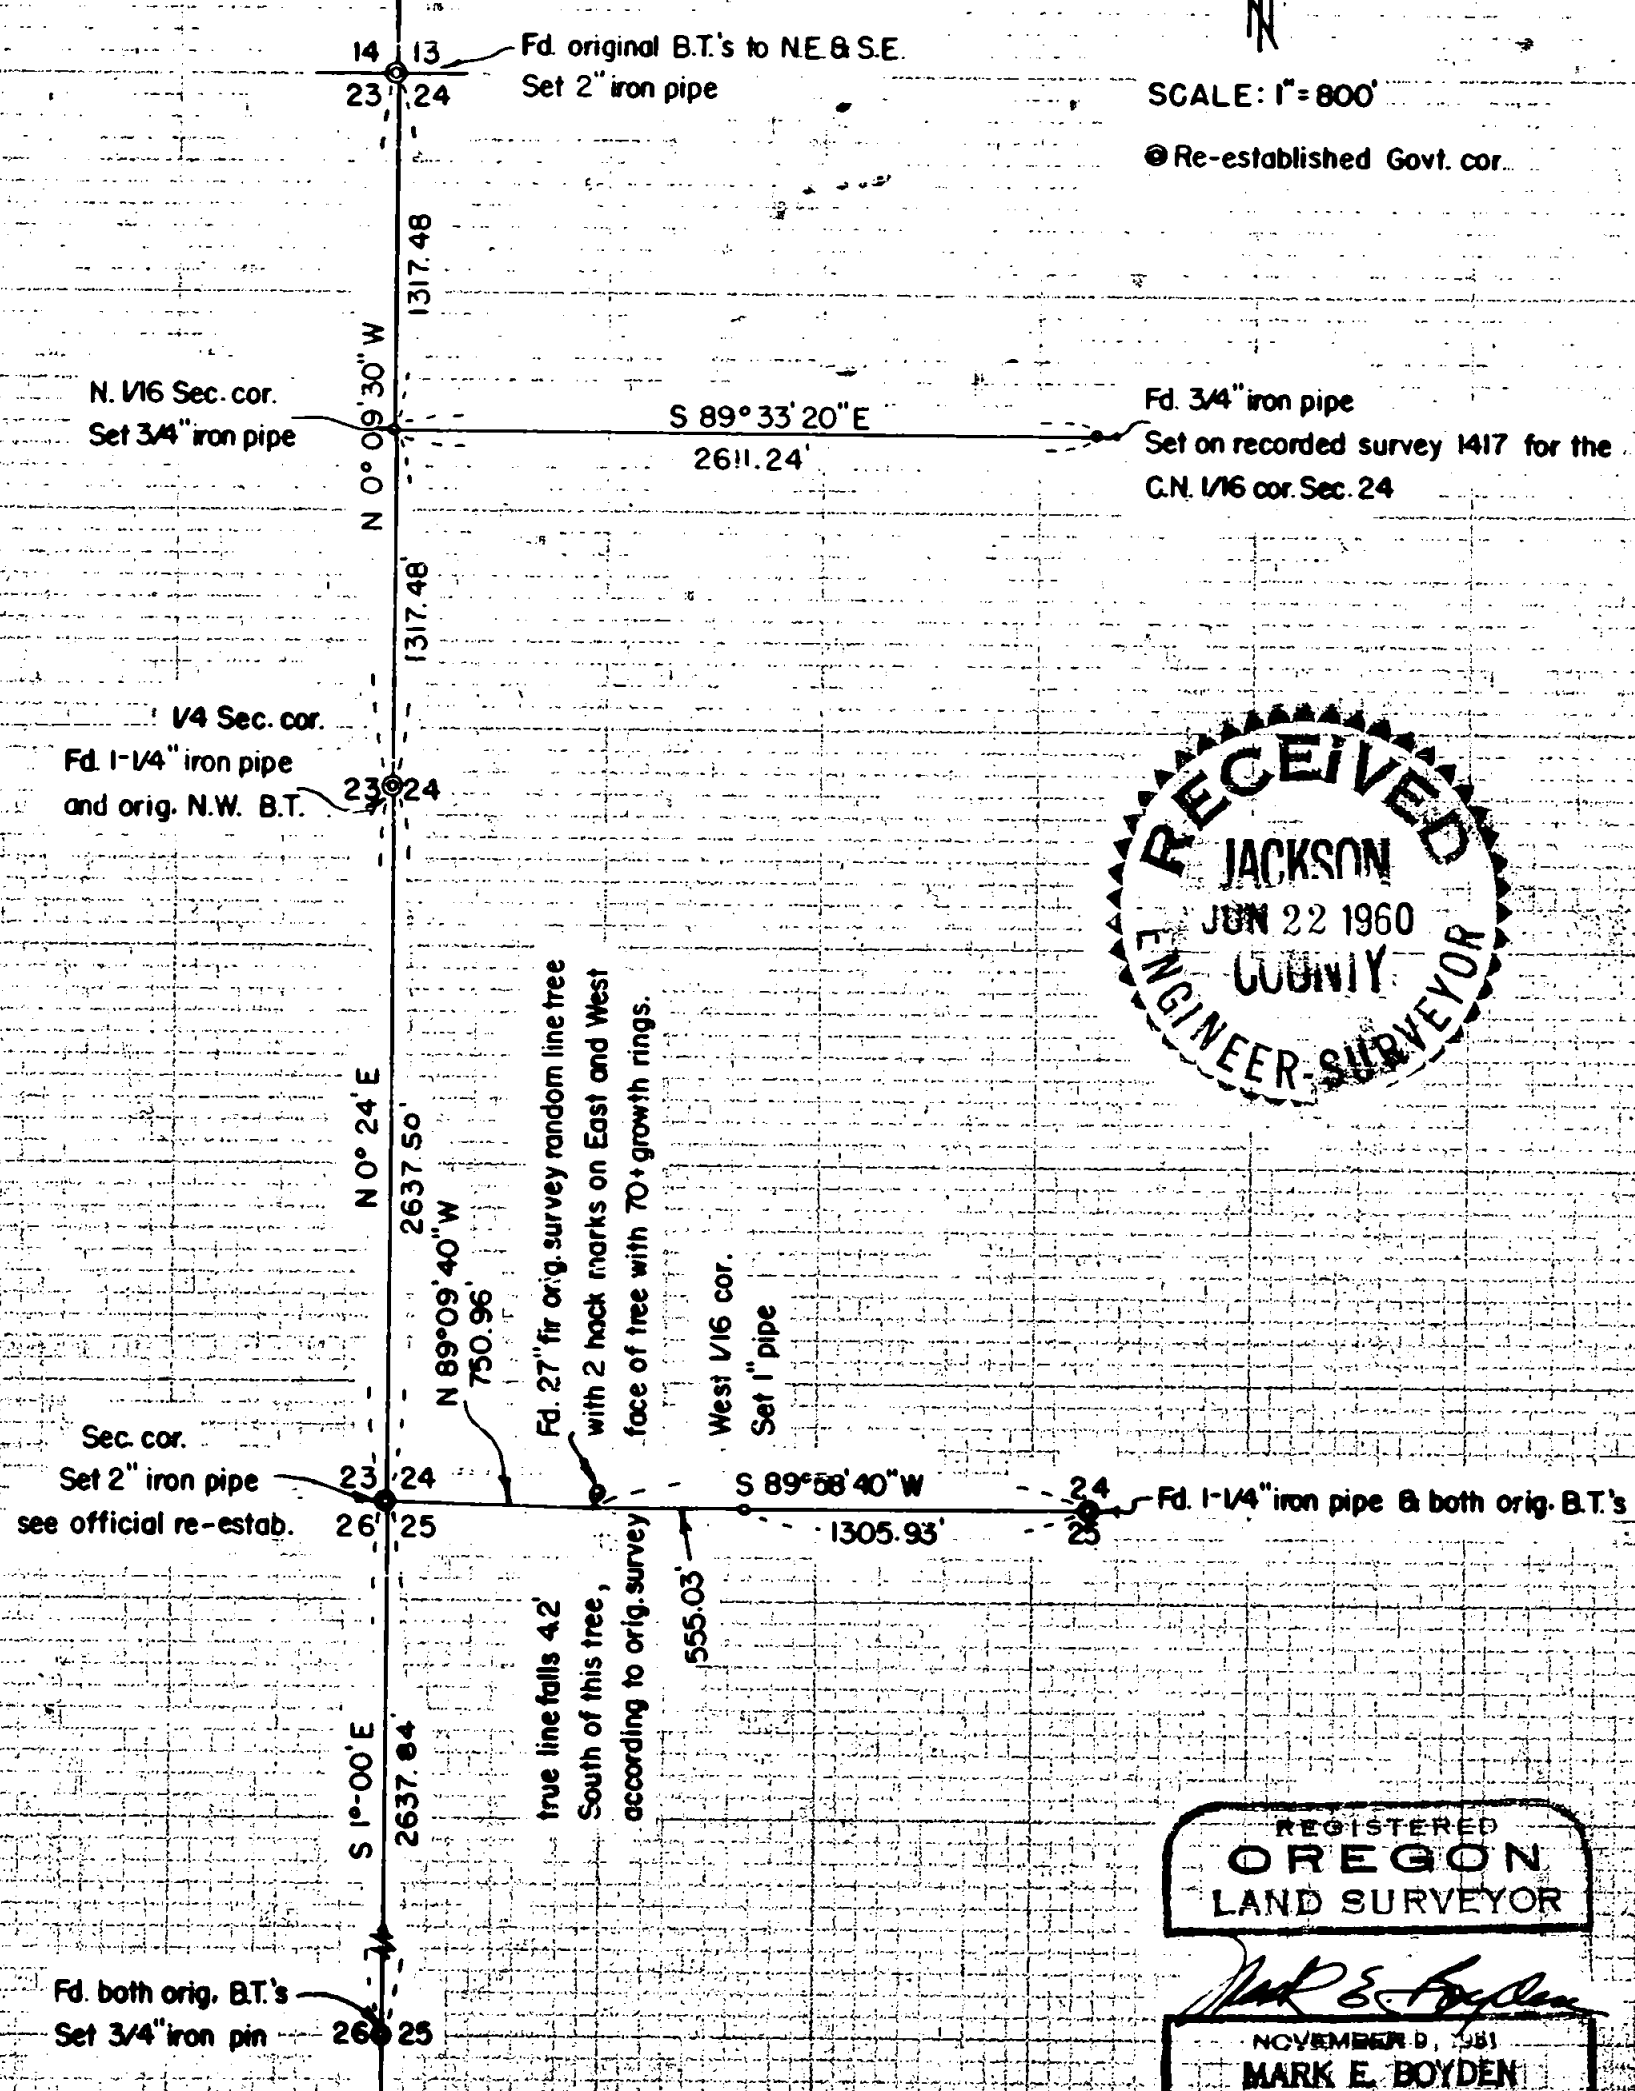 14 13
23 24
Fd. original B.T.'s to N.E. & S.E.
Set 2" iron pipe
N
SCALE: 1" = 800'
Re-established Govt. cor.
1317.48
N 0° 09' 30" W
N. 1/16 Sec. cor.
Set 3/4" iron pipe
S 89° 33' 20" E
2611.24'
Fd. 3/4" iron pipe
Set on recorded survey 1417 for the
C.N. 1/16 cor. Sec. 24
1317.48'
1/4 Sec. cor.
Fd. 1-1/4" iron pipe
and orig. N.W. B.T.
23 24
RECEIVED
JACKSON
JUN 22 1960
COUNTY
ENGINEER-SURVEYOR
N 0° 24' E
2637.50'
N 89° 09' 40" W
750.96'
Fd. 27" fir orig. survey random line tree
with 2 hack marks on East and West
face of tree with 70+ growth rings.
West 1/16 cor.
Set 1" pipe
Sec. cor.
Set 2" iron pipe
see official re-estab.
23 24
26 25
S 89° 58' 40" W
1305.93'
24
25
Fd. 1-1/4" iron pipe & both orig. B.T.'s
true line falls 42'
South of this tree,
according to orig. survey
555.03'
S 1°-00' E
2637.84'
Fd. both orig. B.T.'s
Set 3/4" iron pin
26 25
REGISTERED
OREGON
LAND SURVEYOR
Mark E. Boyden
NOVEMBER
MARK E. BOYDEN